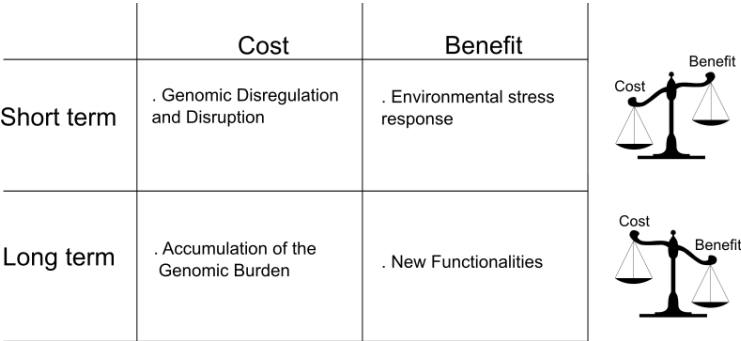 Cost
Benefit
Short term
. Genomic Disregulation
and Disruption
. Environmental stress
response
Cost
Benefit
Long term
. Accumulation of the
Genomic Burden
. New Functionalities
Cost
Benefit